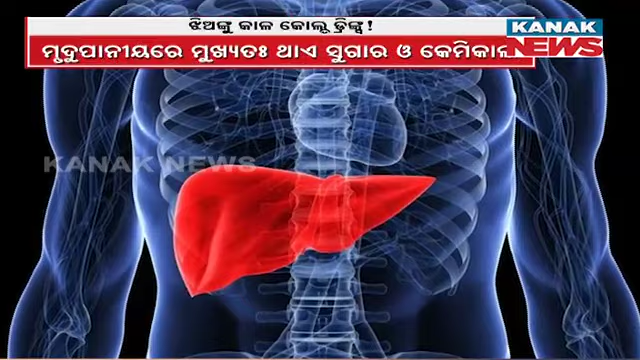 ଝିଅଙ୍କୁ କାଳ କୋଲ୍ଡ ଡ୍ରିଙ୍କ୍ସ!
ମୃଦୁପାନୀୟରେ ମୁଖ୍ୟତଃ ଥାଏ ସୁଗାର ଓ କେମିକାଲ
KANAK
NEWS
KANAK NEWS